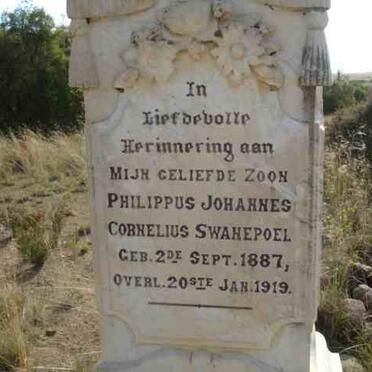 In
Liefdevolle
Herinnering aan
MIJN GELIEFDE ZOON
PHILIPPUS JOHANNES
CORNELIUS SWANEPOEL
GEB. 2DE SEPT. 1887,
OVERL. 20STE JAN. 1919.